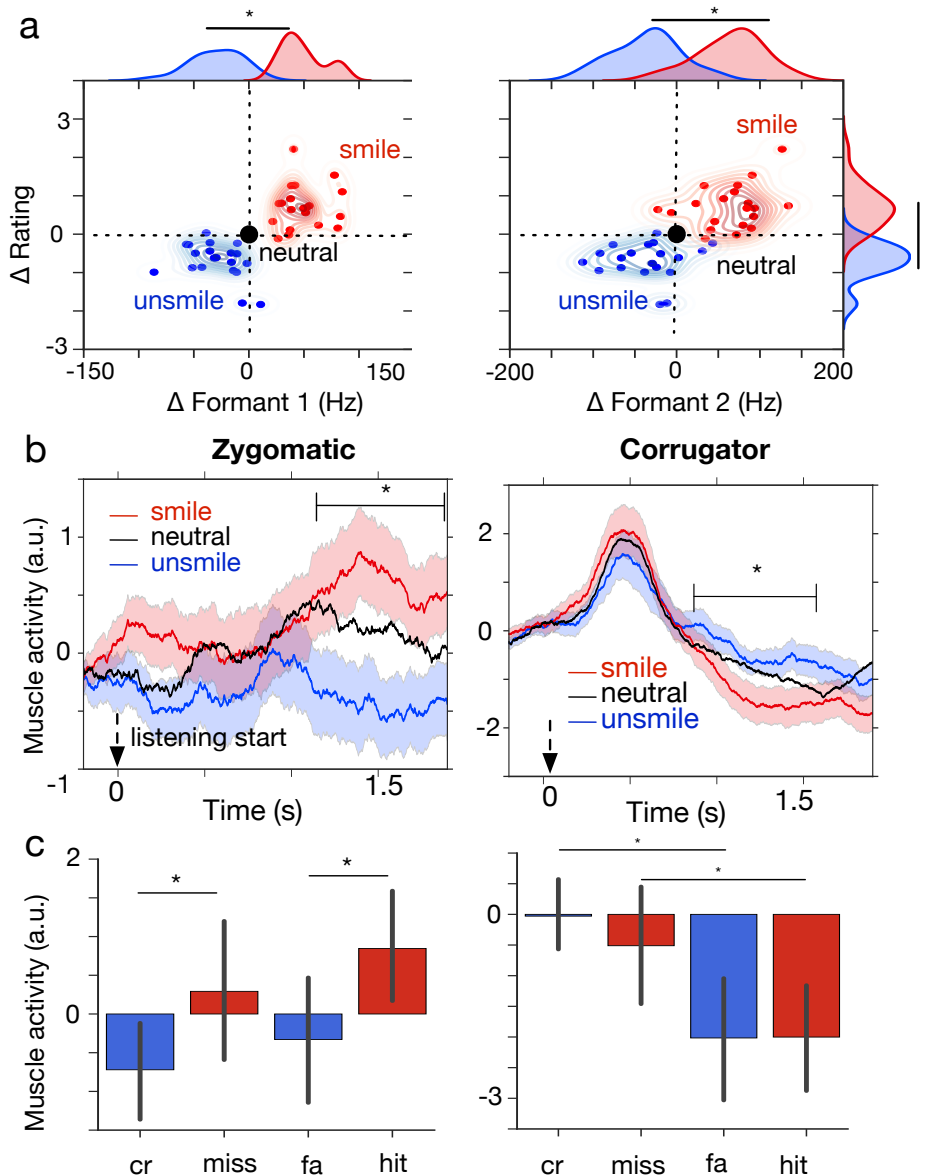 a
*
*
3
0
-3
Δ Rating
smile
neutral
unsmile
-150
0
150
Δ Formant 1 (Hz)
smile
neutral
unsmile
-200
0
200
Δ Formant 2 (Hz)
b
Zygomatic
Corrugator
Muscle activity (a.u.)
1
0
-1
smile
neutral
unsmile
*
listening start
0
1.5
Time (s)
2
0
-2
*
smile
neutral
unsmile
0
1.5
Time (s)
c
Muscle activity (a.u.)
2
0
*
*
cr
miss
fa
hit
0
-3
*
*
cr
miss
fa
hit